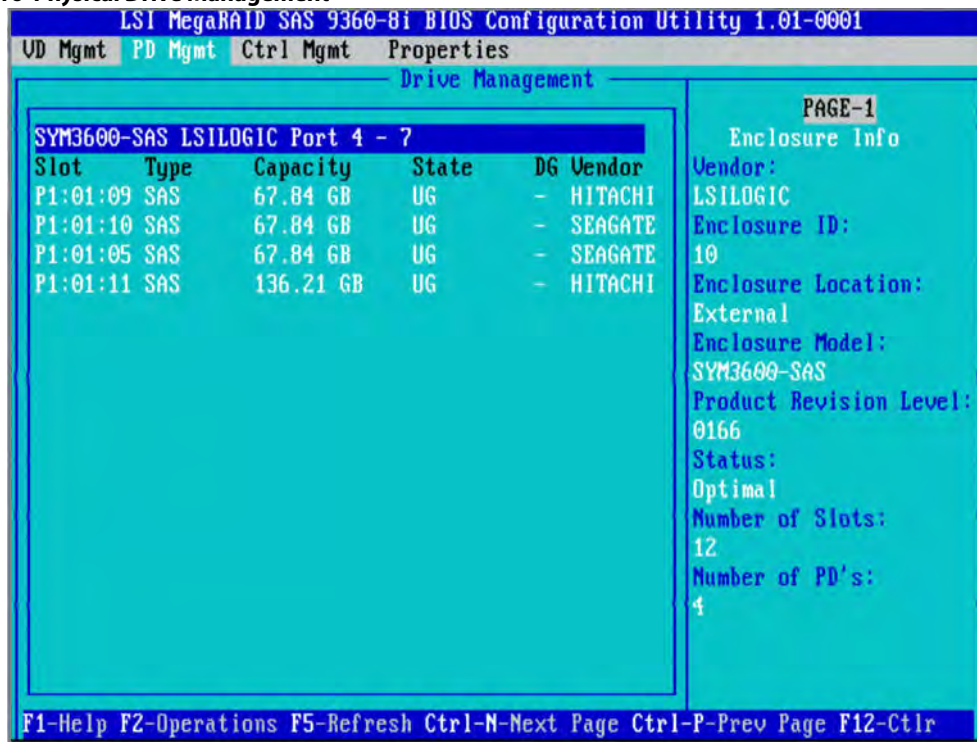 LSI MegaRAID SAS 9360-8i BIOS Configuration Utility 1.01-0001
VD Mgmt PD Mgmt Ctrl Mgmt Properties
Drive Management
SYM3600-SAS LSILOGIC Port 4 - 7
Slot Type Capacity State DG Vendor
P1:01:09 SAS 67.84 GB UG - HITACHI
P1:01:10 SAS 67.84 GB UG - SEAGATE
P1:01:05 SAS 67.84 GB UG - SEAGATE
P1:01:11 SAS 136.21 GB UG - HITACHI
PAGE-1
Enclosure Info
Vendor:
LSILOGIC
Enclosure ID:
10
Enclosure Location:
External
Enclosure Model:
SYM3600-SAS
Product Revision Level:
0166
Status:
Optimal
Number of Slots:
12
Number of PD's:
4
F1-Help F2-Operations F5-Refresh Ctrl-N-Next Page Ctrl-P-Prev Page F12-Ctlr